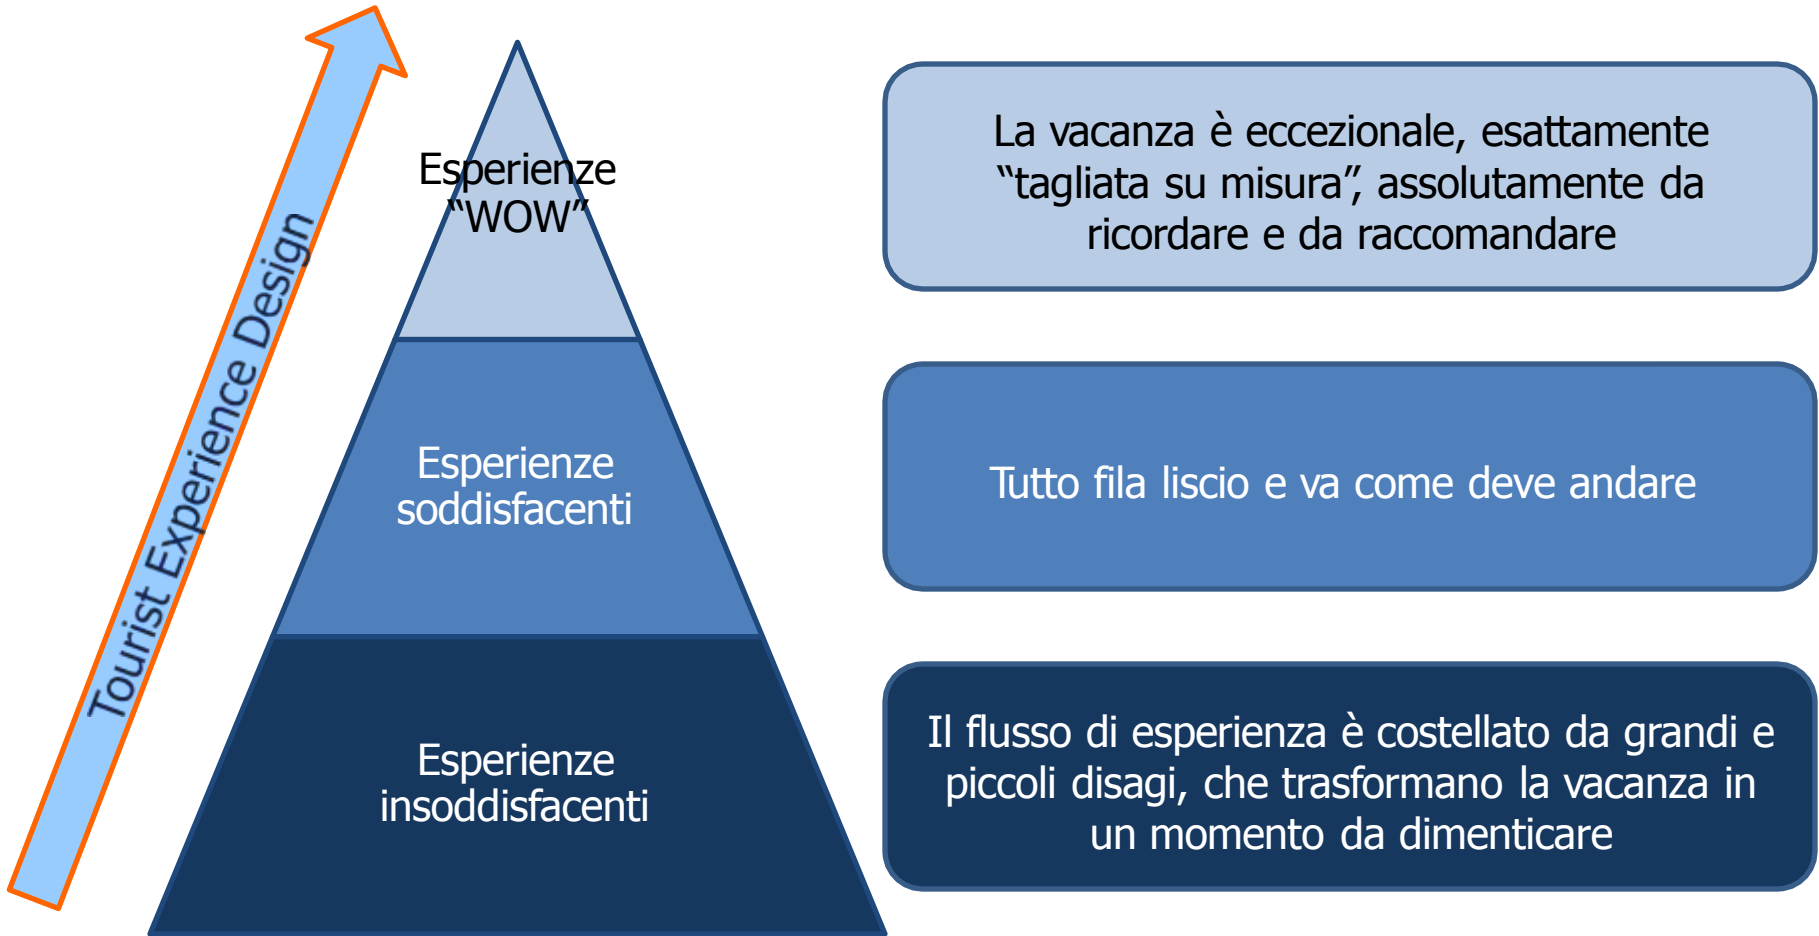 Tourist Experience Design
Esperienze
“WOW”
La vacanza è eccezionale, esattamente
“tagliata su misura”, assolutamente da
ricordare e da raccomandare
Esperienze
soddisfacenti
Tutto fila liscio e va come deve andare
Esperienze
insoddisfacenti
Il flusso di esperienza è costellato da grandi e
piccoli disagi, che trasformano la vacanza in
un momento da dimenticare